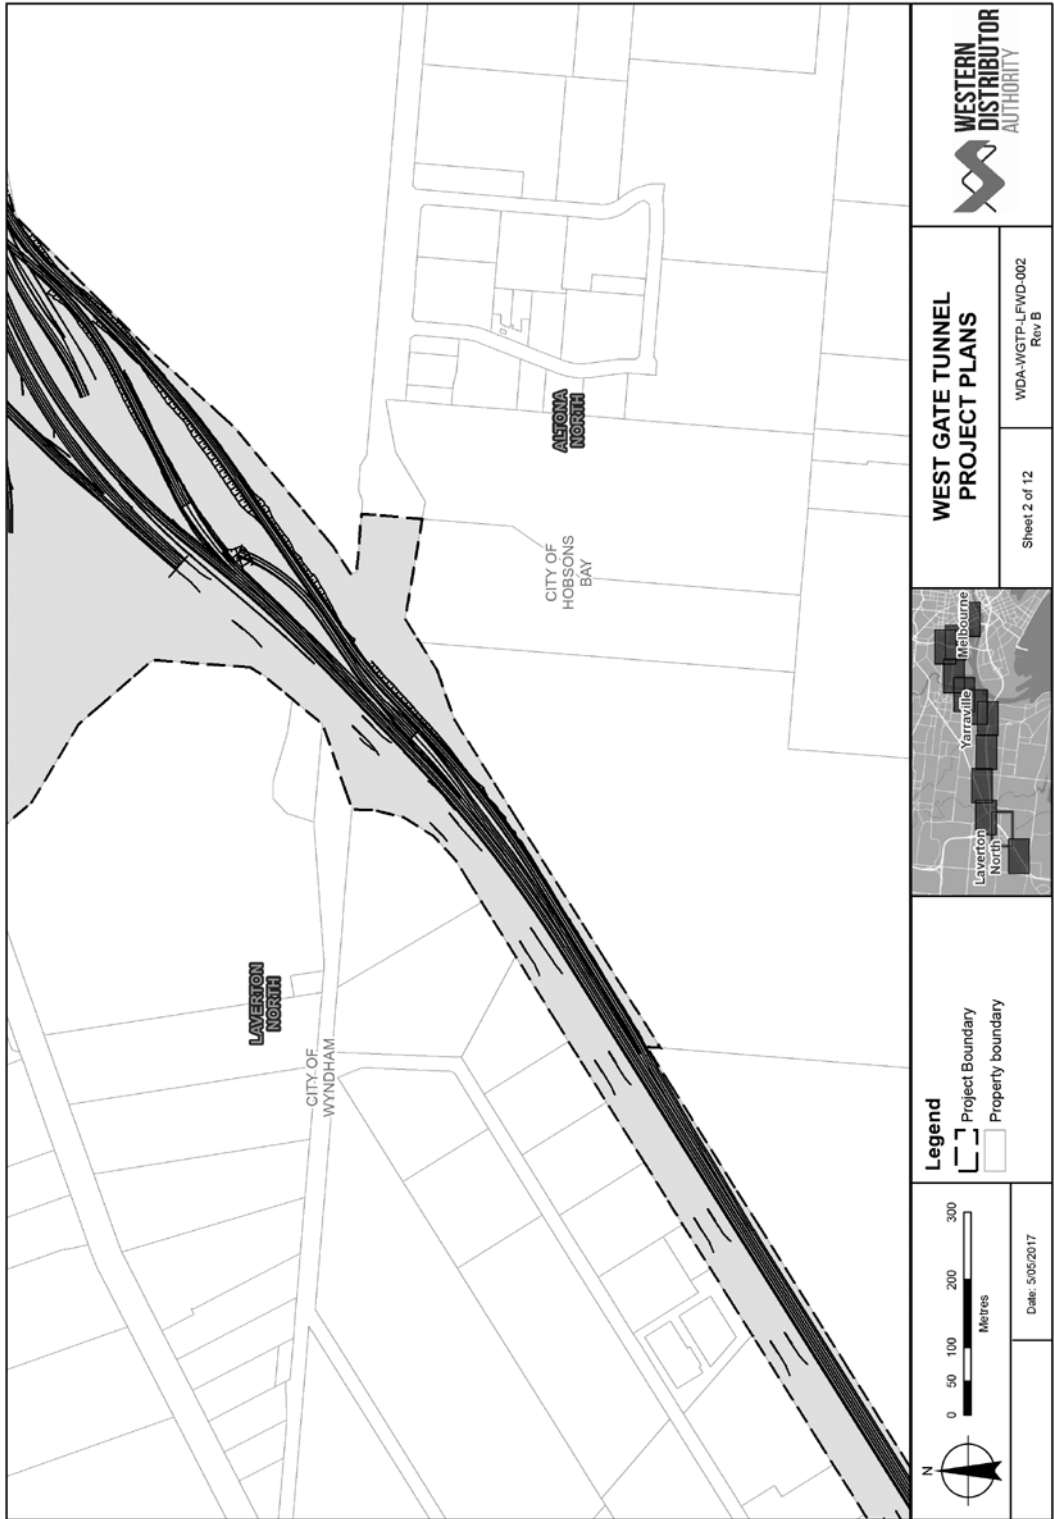 LAVERTON
NORTH
CITY OF
WYNDHAM
ALTONA
NORTH
CITY OF
HOBSONS
BAY
N
0 50 100 200 300
Metres
Date: 5/05/2017
Legend
Project Boundary
Property boundary
Laverton
North
Yarraville
Melbourne
WEST GATE TUNNEL
PROJECT PLANS
Sheet 2 of 12
WDA-WGTP-LFWD-002
Rev B
WESTERN
DISTRIBUTOR
AUTHORITY